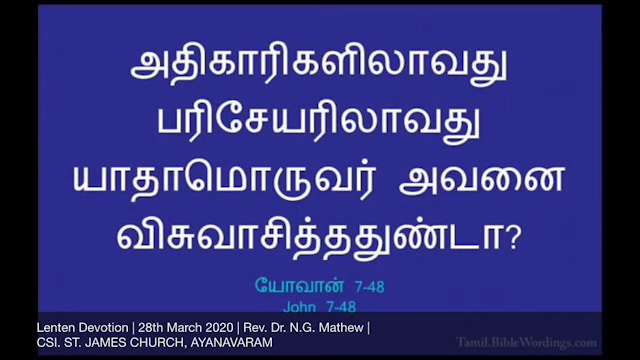 அதிகாரிகளிலாவது
பரிசேயரிலாவது
யாதாமொருவர் அவனை
விசுவாசித்ததுண்டா?
யோவான் 7-48
John 7-48
Lenten Devotion | 28th March 2020 | Rev. Dr. N.G. Mathew |
CSI. ST. JAMES CHURCH, AYANAVARAM
Tamil.BibleWordings.com